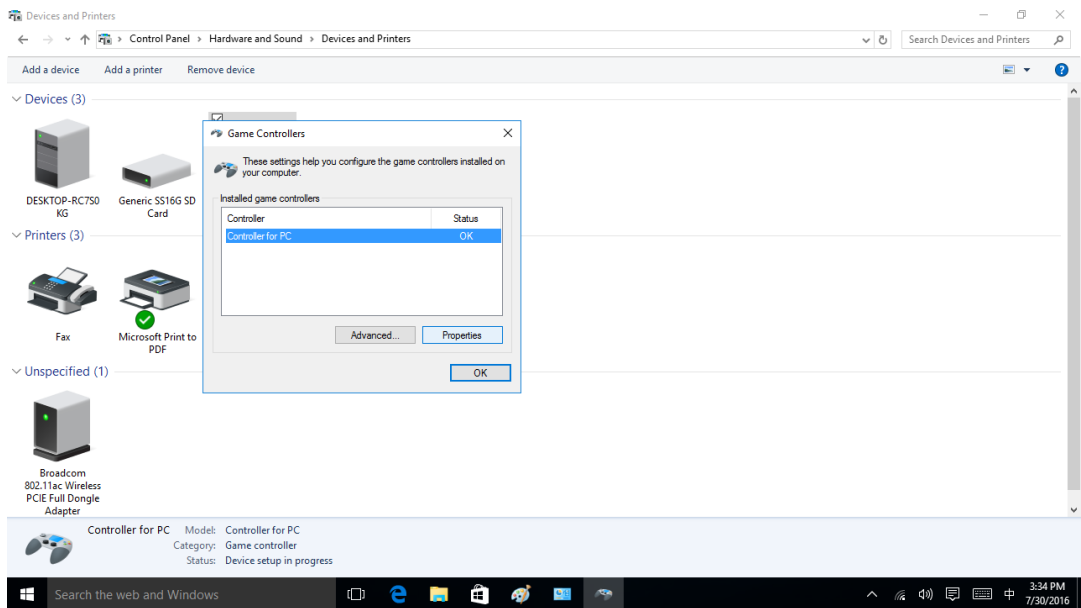 Devices and Printers
Control Panel > Hardware and Sound > Devices and Printers
Search Devices and Printers
Add a device Add a printer Remove device
Devices (3)
DESKTOP-RC7S0
KG
Generic SS16G SD
Card
Game Controllers
These settings help you configure the game controllers installed on
your computer.
Installed game controllers
Controller Status
Controller for PC OK
Advanced... Properties
OK
Printers (3)
Fax
Microsoft Print to
PDF
Unspecified (1)
Broadcom
802.11ac Wireless
PCIE Full Dongle
Adapter
Controller for PC Model: Controller for PC
Category: Game controller
Status: Device setup in progress
Search the web and Windows
中
3:34 PM
7/30/2016